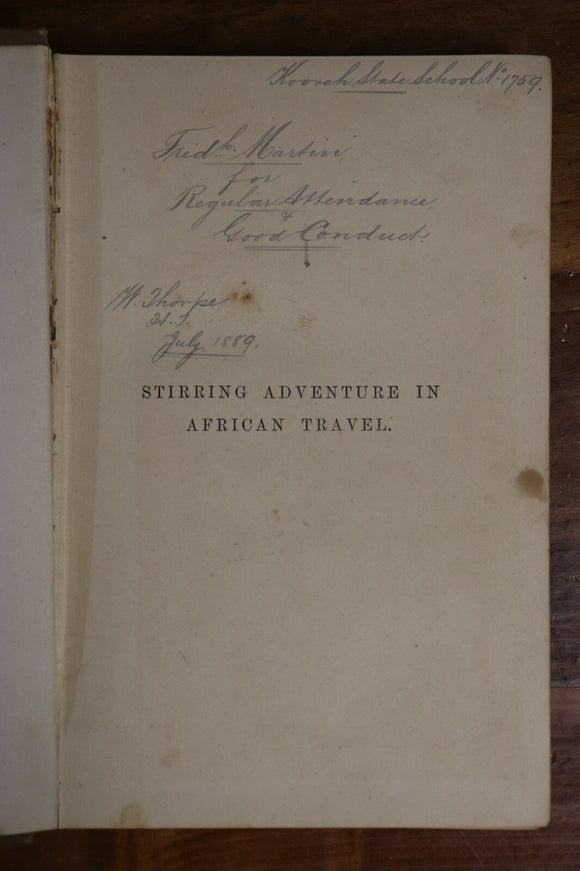 Kooreh State School No. 1759.
Fredk. Martin
for
Regular Attendance
&
Good Conduct.
W. Thorpe
H. T.
July. 1889.
STIRRING ADVENTURE IN
AFRICAN TRAVEL.